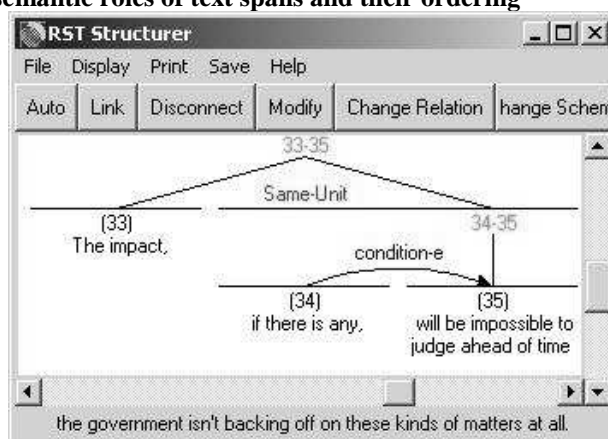 semantic roles of text spans and their ordering
RST Structurer
File Display Print Save Help
Auto Link Disconnect Modify Change Relation hange Schem
33-35
Same-Unit
(33)
The impact,
34-35
condition-e
(34)
if there is any,
(35)
will be impossible to
judge ahead of time
the government isn't backing off on these kinds of matters at all.